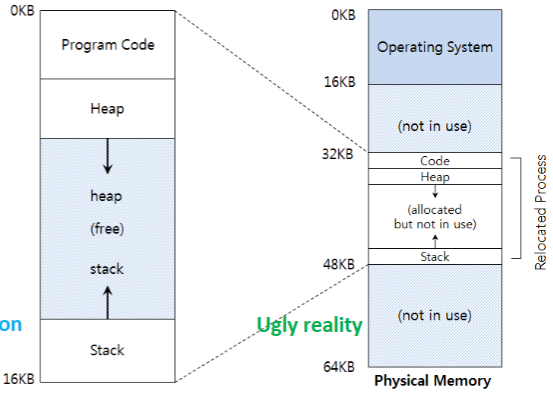 0KB
Program Code
Heap
heap
(free)
stack
Stack
16KB
on
Ugly reality
0KB
Operating System
16KB
(not in use)
32KB
Code
Heap
(allocated
but not in use)
Stack
48KB
(not in use)
64KB
Physical Memory
Relocated Process